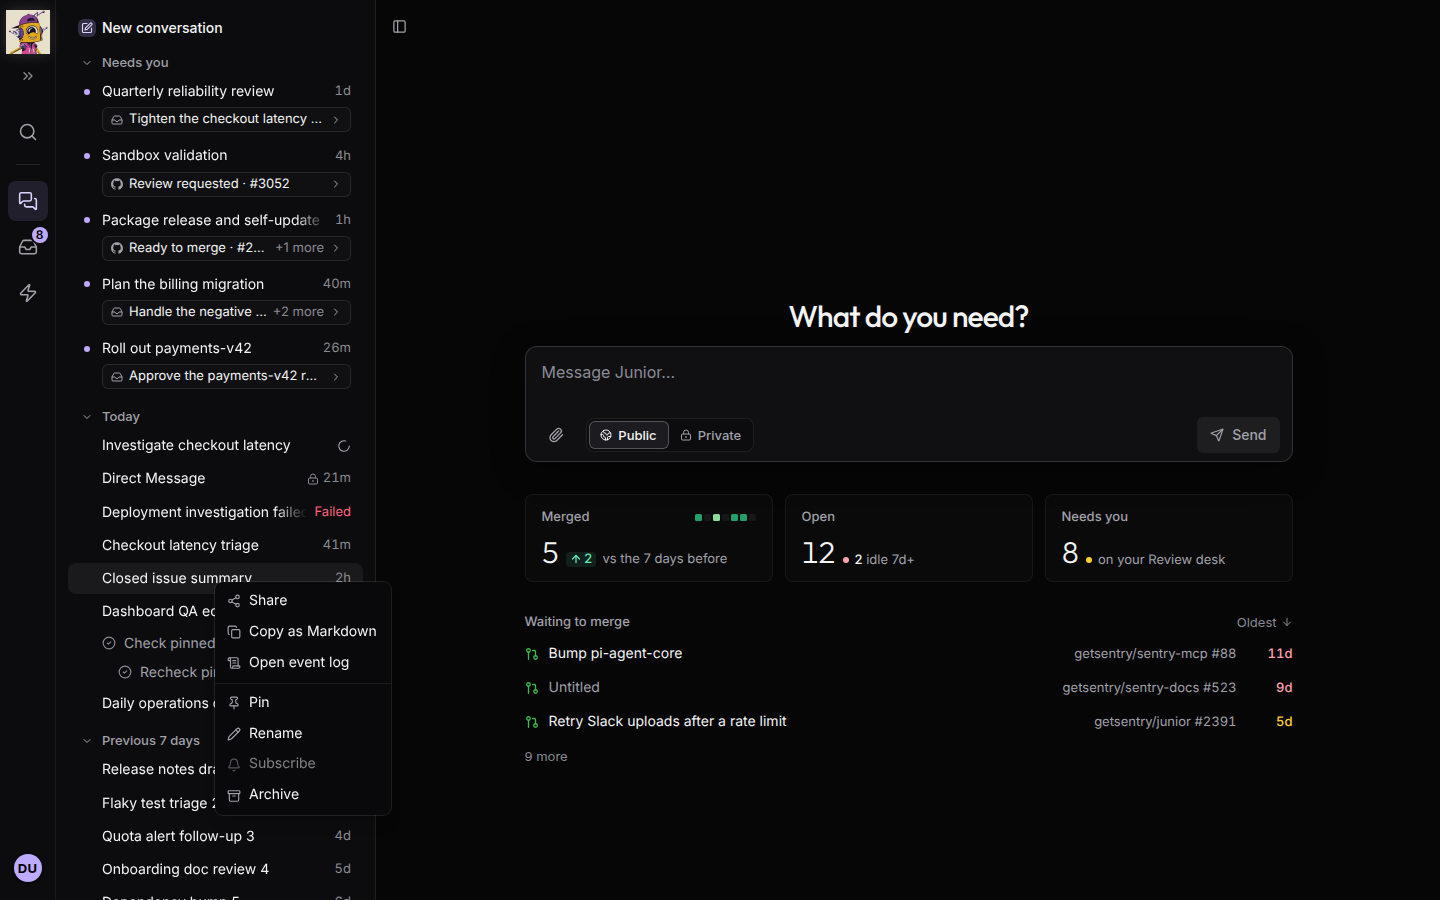 New conversation
Needs you
Quarterly reliability review 1d
Tighten the checkout latency ...
Sandbox validation 4h
Review requested · #3052
Package release and self-update 1h
Ready to merge · #2... +1 more
Plan the billing migration 40m
Handle the negative ... +2 more
Roll out payments-v42 26m
Approve the payments-v42 r...
Today
Investigate checkout latency
Direct Message 21m
Deployment investigation failed Failed
Checkout latency triage 41m
Closed issue summary 2h
Dashboard QA
Check pinned
Recheck
Daily operations
Previous 7 days
Release notes
Flaky test triage
Quota alert follow-up 3 4d
Onboarding doc review 4 5d
Share
Copy as Markdown
Open event log
Pin
Rename
Subscribe
Archive
8
DU
What do you need?
Message Junior...
Public
Private
Send
Merged
5 2 vs the 7 days before
Open
12 2 idle 7d+
Needs you
8 on your Review desk
Waiting to merge Oldest
Bump pi-agent-core getsentry/sentry-mcp #88 11d
Untitled getsentry/sentry-docs #523 9d
Retry Slack uploads after a rate limit getsentry/junior #2391 5d
9 more